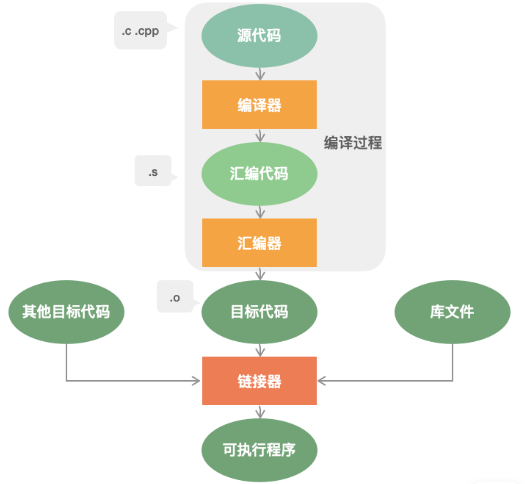 .c .cpp
源代码
编译器
编译过程
.s
汇编代码
汇编器
.o
其他目标代码
目标代码
库文件
链接器
可执行程序